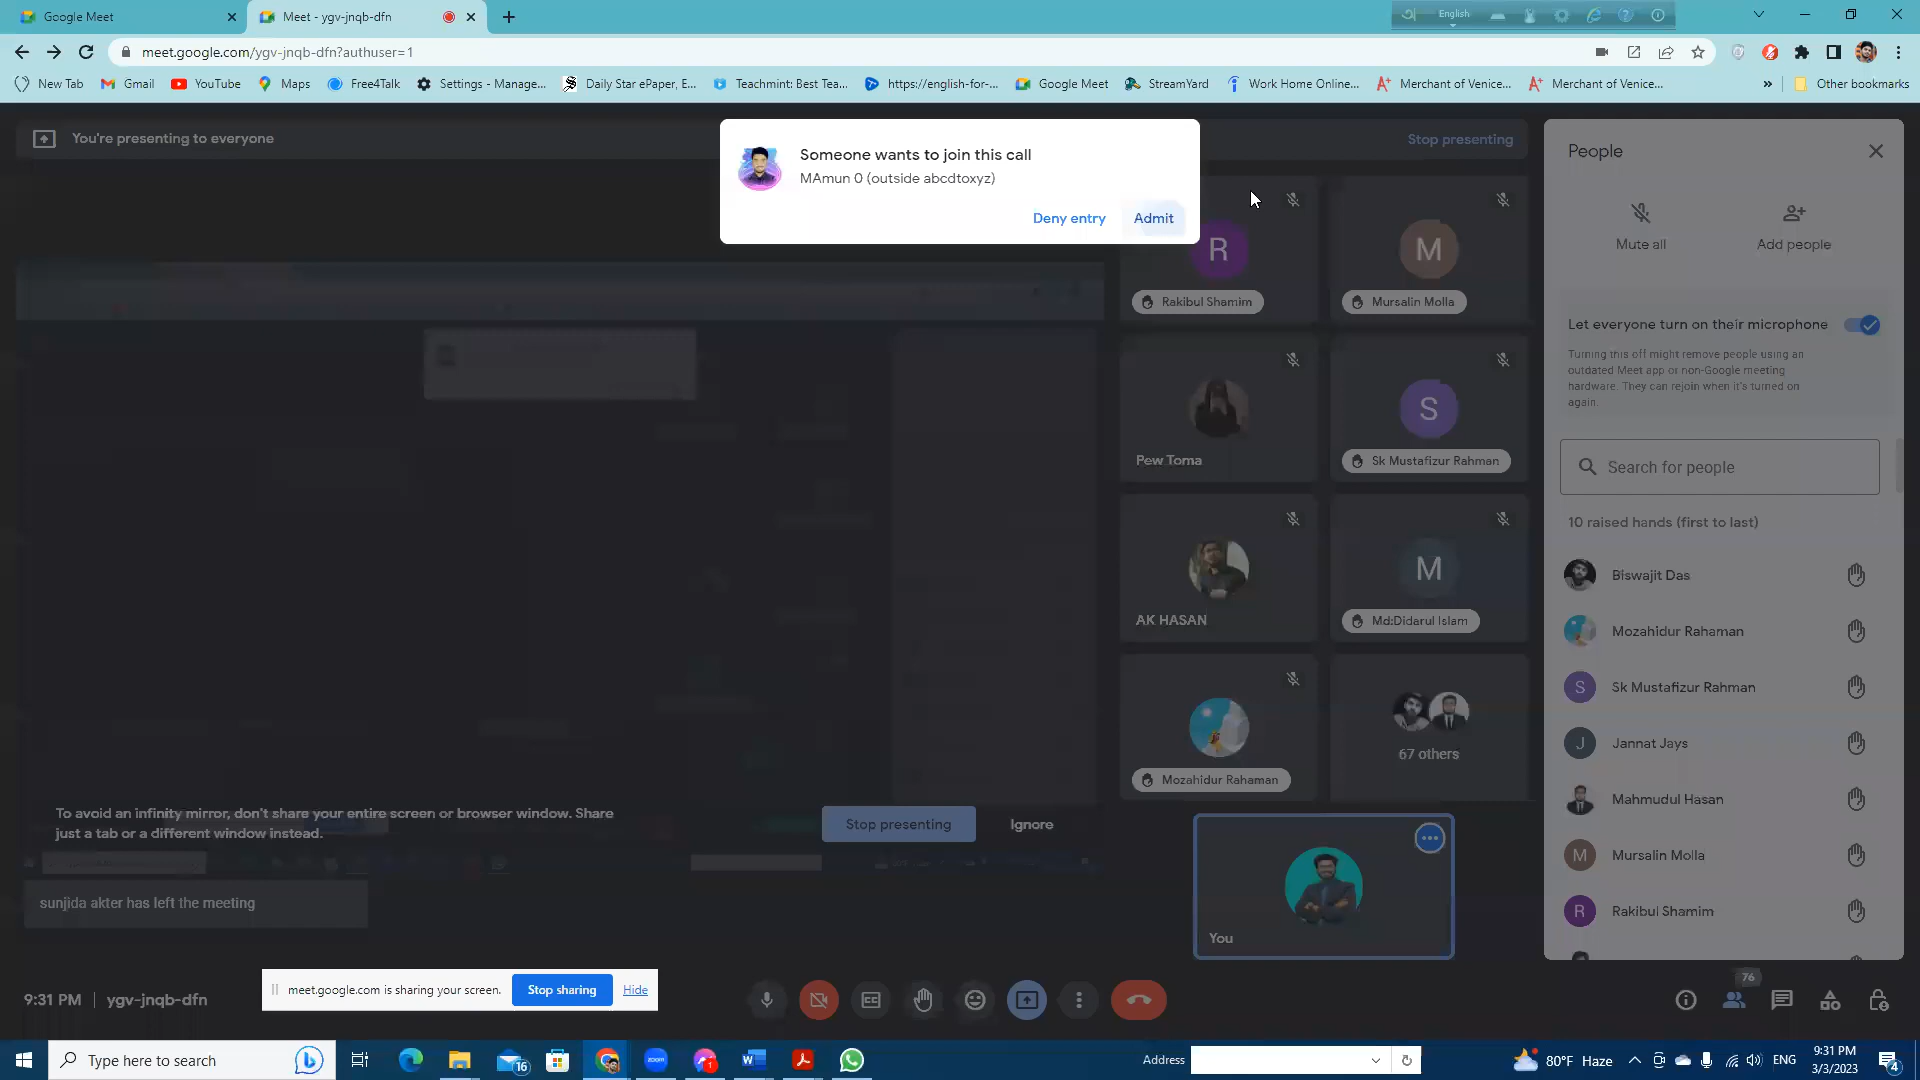 Google Meet
Meet - ygv-jnqb-dfn
English
meet.google.com/ygv-jnqb-dfn?authuser=1
New Tab
Gmail
YouTube
Maps
Free4Talk
Settings - Manage...
Daily Star ePaper, E...
Teachmint: Best Tea...
https://english-for-...
Google Meet
StreamYard
Work Home Online...
Merchant of Venice...
Merchant of Venice...
»
Other bookmarks
You're presenting to everyone
Stop presenting
Someone wants to join this call
MAmun 0 (outside abcdtoxyz)
Deny entry
Admit
R
Rakibul Shamim
M
Mursalin Molla
Pew Toma
S
Sk Mustafizur Rahman
AK HASAN
M
Md:Didarul Islam
Mozahidur Rahaman
67 others
You
To avoid an infinity mirror, don't share your entire screen or browser window. Share
just a tab or a different window instead.
Stop presenting
Ignore
sunjida akter has left the meeting
People
Mute all
Add people
Let everyone turn on their microphone
Turning this off might remove people using an
outdated Meet app or non-Google meeting
hardware. They can rejoin when it's turned on
again.
Search for people
10 raised hands (first to last)
Biswajit Das
Mozahidur Rahaman
S
Sk Mustafizur Rahman
J
Jannat Jays
Mahmudul Hasan
M
Mursalin Molla
R
Rakibul Shamim
9:31 PM | ygv-jnqb-dfn
meet.google.com is sharing your screen.
Stop sharing
Hide
76
Type here to search
16
zoom
1
Address
80°F Haze
ENG
9:31 PM
3/3/2023
4